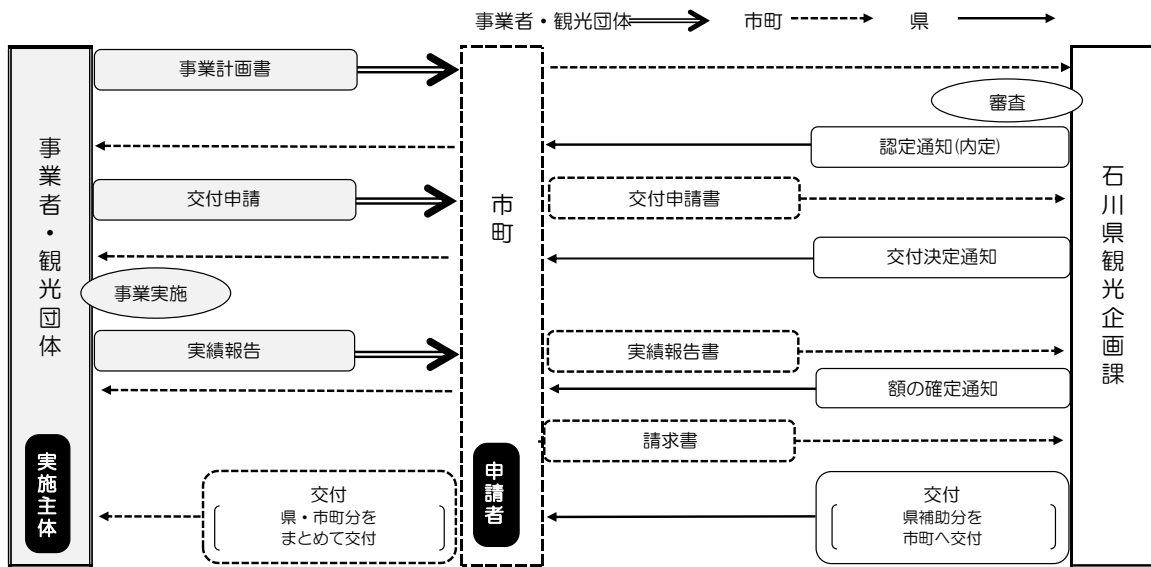 事業者・観光団体
市町
県
事業計画書
審査
認定通知(内定)
交付申請
交付申請書
交付決定通知
事業実施
実績報告
実績報告書
額の確定通知
請求書
交付
県・市町分を
まとめて交付
交付
県補助分を
市町へ交付
事業者・観光団体
実施主体
市町
申請者
石川県観光企画課